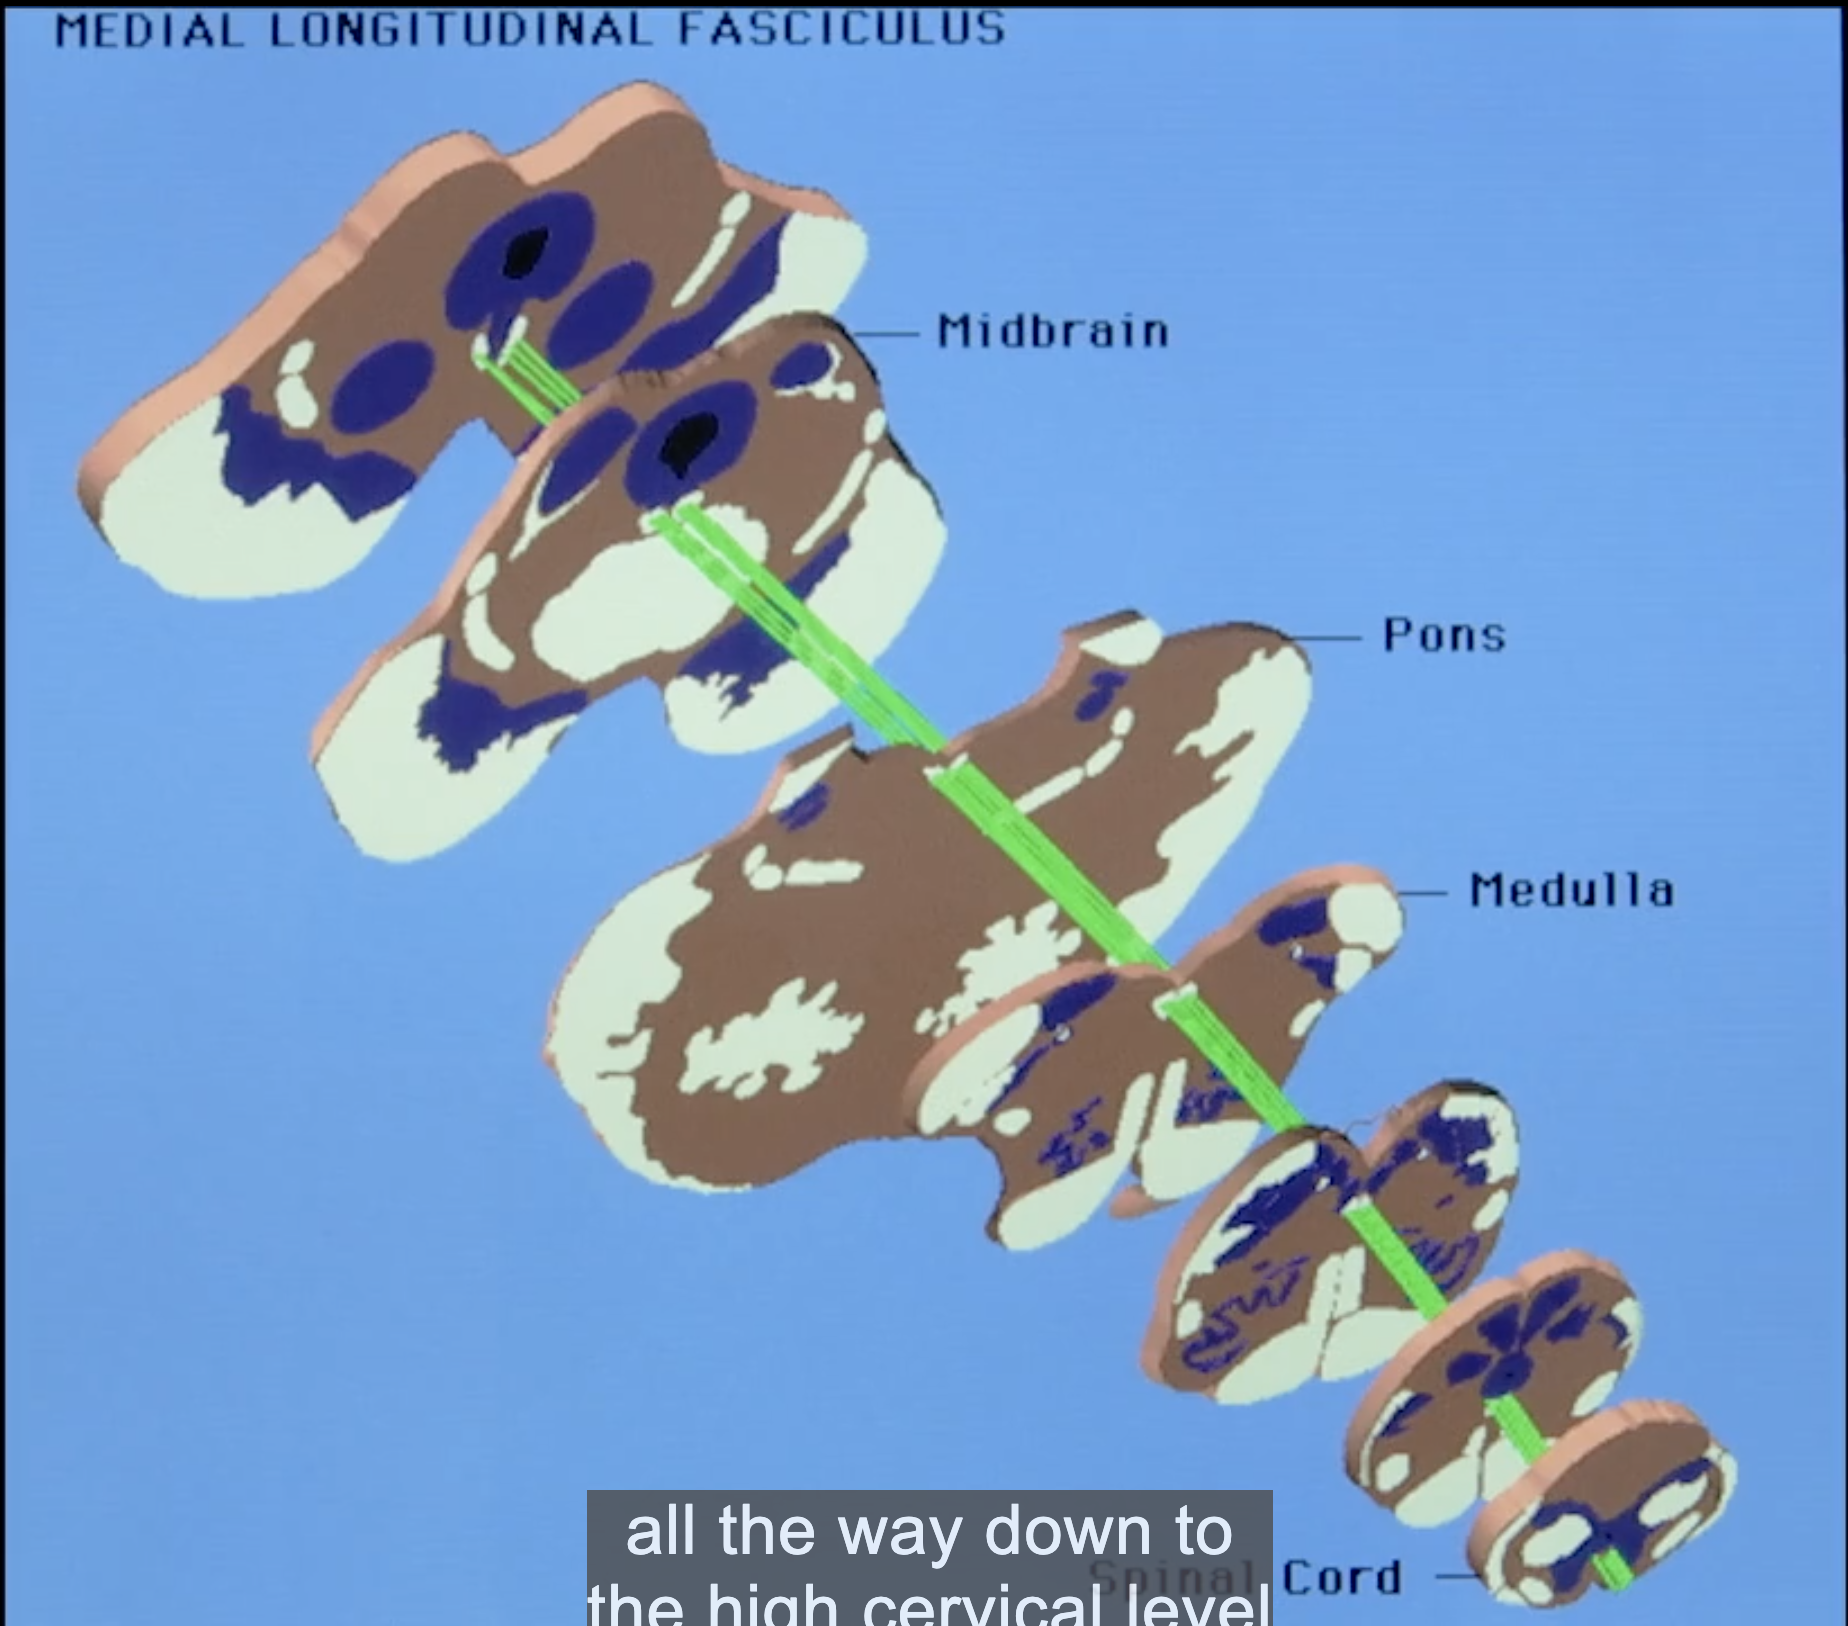 MEDIAL LONGITUDINAL FASCICULUS
Midbrain
Pons
Medulla
all the way down to
Spinal Cord
the high cervical level